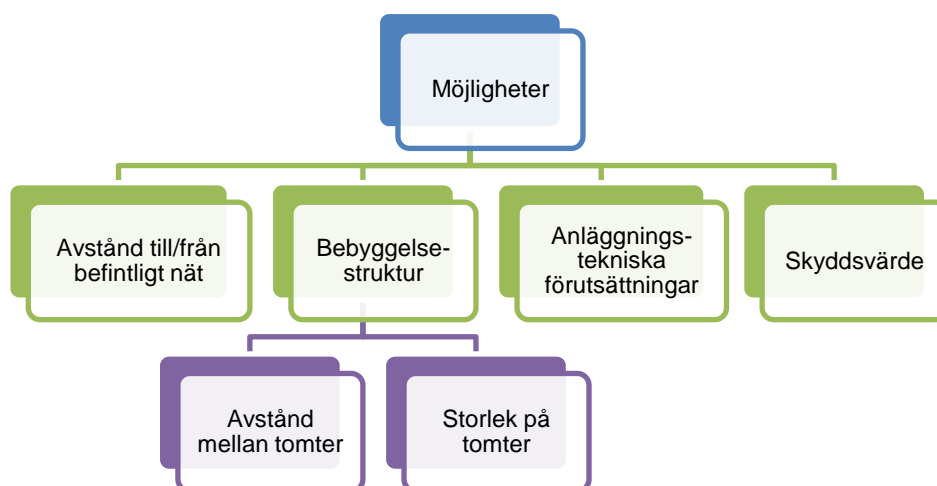 Möjligheter
Avstånd till/från
befintligt nät
Bebyggelse-
struktur
Anläggnings-
tekniska
förutsättningar
Skyddsvärde
Avstånd
mellan tomter
Storlek på
tomter